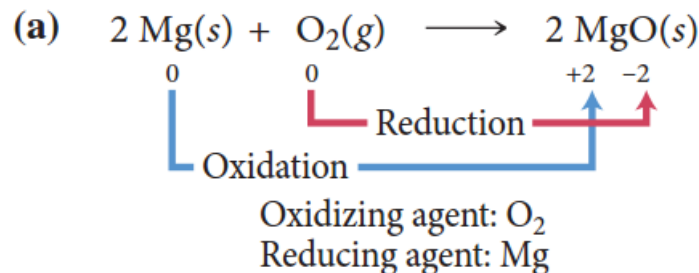 (a) 2 Mg(s) + O₂(g) ⟶ 2 MgO(s)
0 0 +2 −2
Reduction
Oxidation
Oxidizing agent: O₂
Reducing agent: Mg